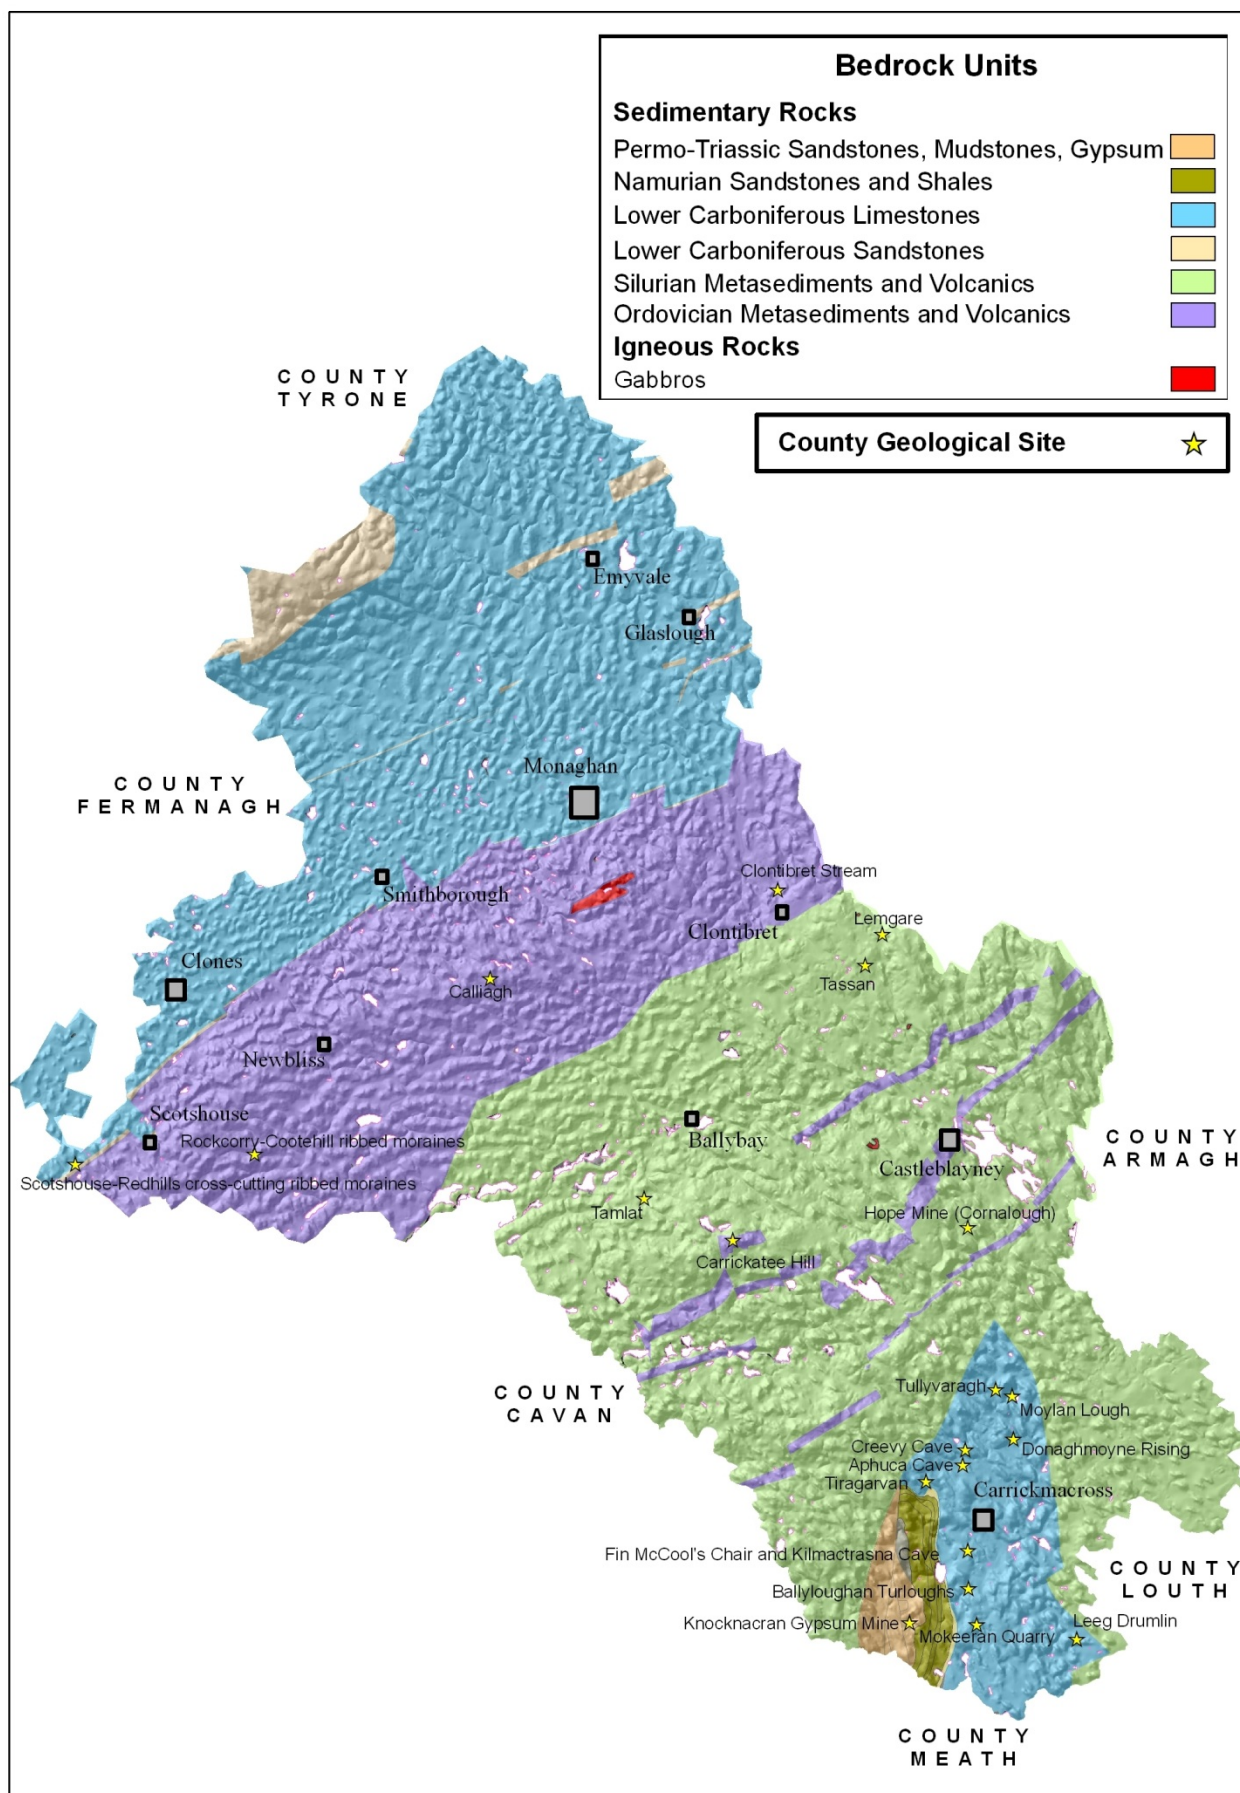 Bedrock Units
Sedimentary Rocks
Permo-Triassic Sandstones, Mudstones, Gypsum
Namurian Sandstones and Shales
Lower Carboniferous Limestones
Lower Carboniferous Sandstones
Silurian Metasediments and Volcanics
Ordovician Metasediments and Volcanics
Igneous Rocks
Gabbros
County Geological Site
COUNTY
TYRONE
Emyvale
Glaslough
Monaghan
COUNTY
FERMANAGH
Smithborough
Clontibret Stream
Clontibret
Lemgare
Tassan
Clones
Calliagh
Newbliss
Scotshouse
Rockcorry-Cootehill ribbed moraines
Scotshouse-Redhills cross-cutting ribbed moraines
Ballybay
Castleblayney
COUNTY
ARMAGH
Tamlat
Hope Mine (Cornalough)
Carrickatee Hill
COUNTY
CAVAN
Tullyvaragh
Moylan Lough
Donaghmoyne Rising
Creevy Cave
Aphuca Cave
Tiragarvan
Carrickmacross
Fin McCool's Chair and Kilmactrasna Cave
COUNTY
LOUTH
Ballyloughan Turloughs
Knocknacran Gypsum Mine
Mokeeran Quarry
Leeg Drumlin
COUNTY
MEATH